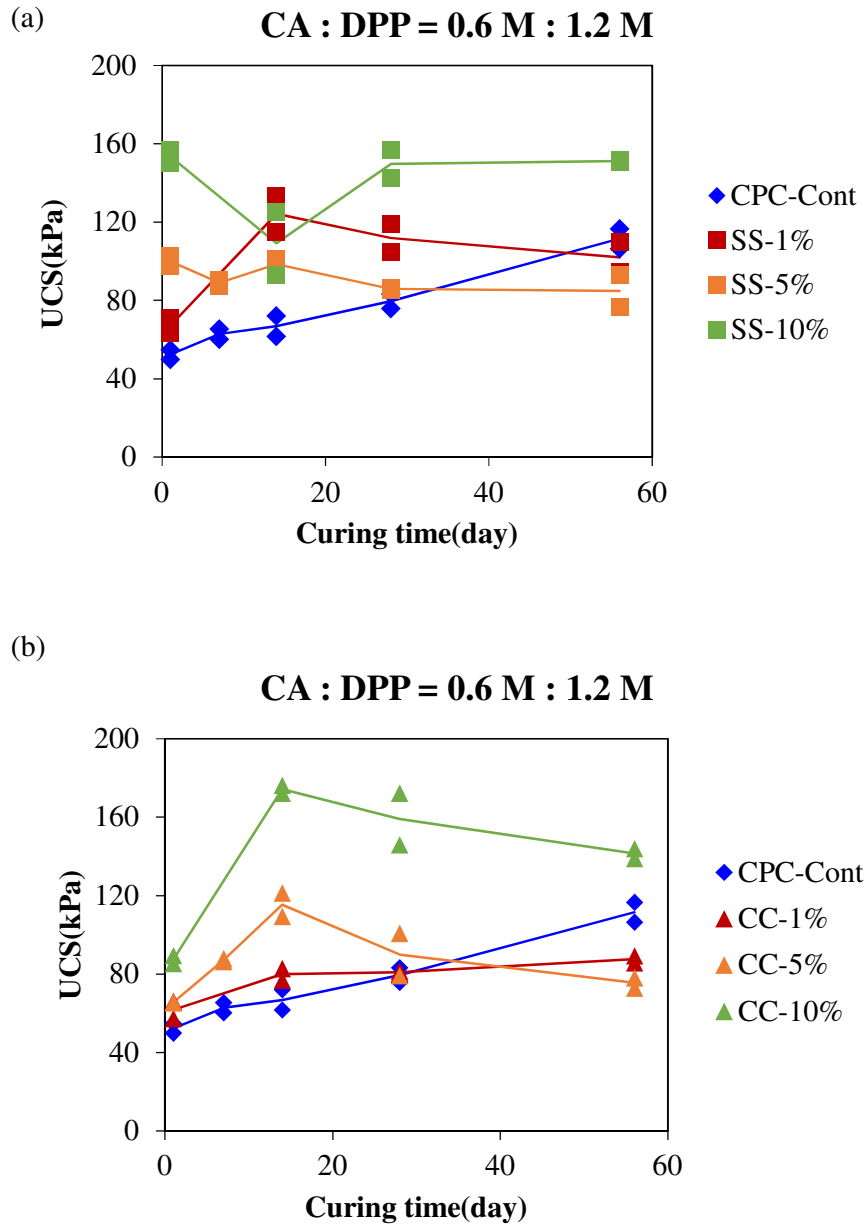 (a)
CA : DPP = 0.6 M : 1.2 M
200
160
120
80
40
0
0 20 40 60
UCS(kPa)
Curing time(day)
CPC-Cont
SS-1%
SS-5%
SS-10%
(b)
CA : DPP = 0.6 M : 1.2 M
200
160
120
80
40
0
0 20 40 60
UCS(kPa)
Curing time(day)
CPC-Cont
CC-1%
CC-5%
CC-10%